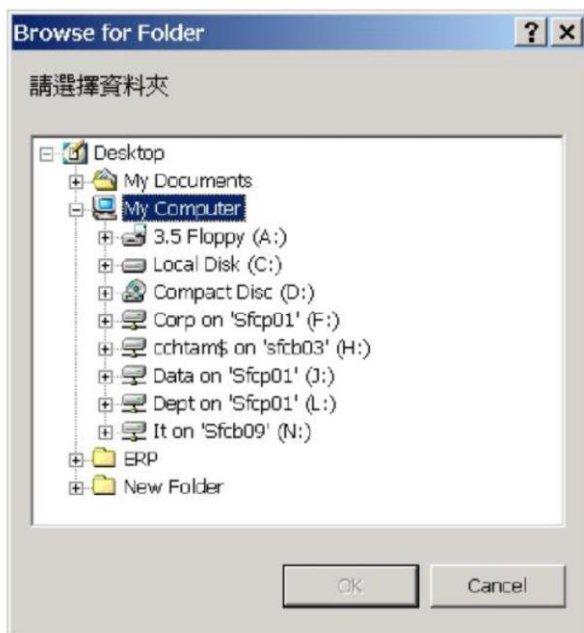 Browse for Folder
請選擇資料夾
Desktop
My Documents
My Computer
3.5 Floppy (A:)
Local Disk (C:)
Compact Disc (D:)
Corp on 'Sfcp01' (F:)
cchtam$ on 'sfcb03' (H:)
Data on 'Sfcp01' (J:)
Dept on 'Sfcp01' (L:)
It on 'Sfcb09' (N:)
ERP
New Folder
OK Cancel